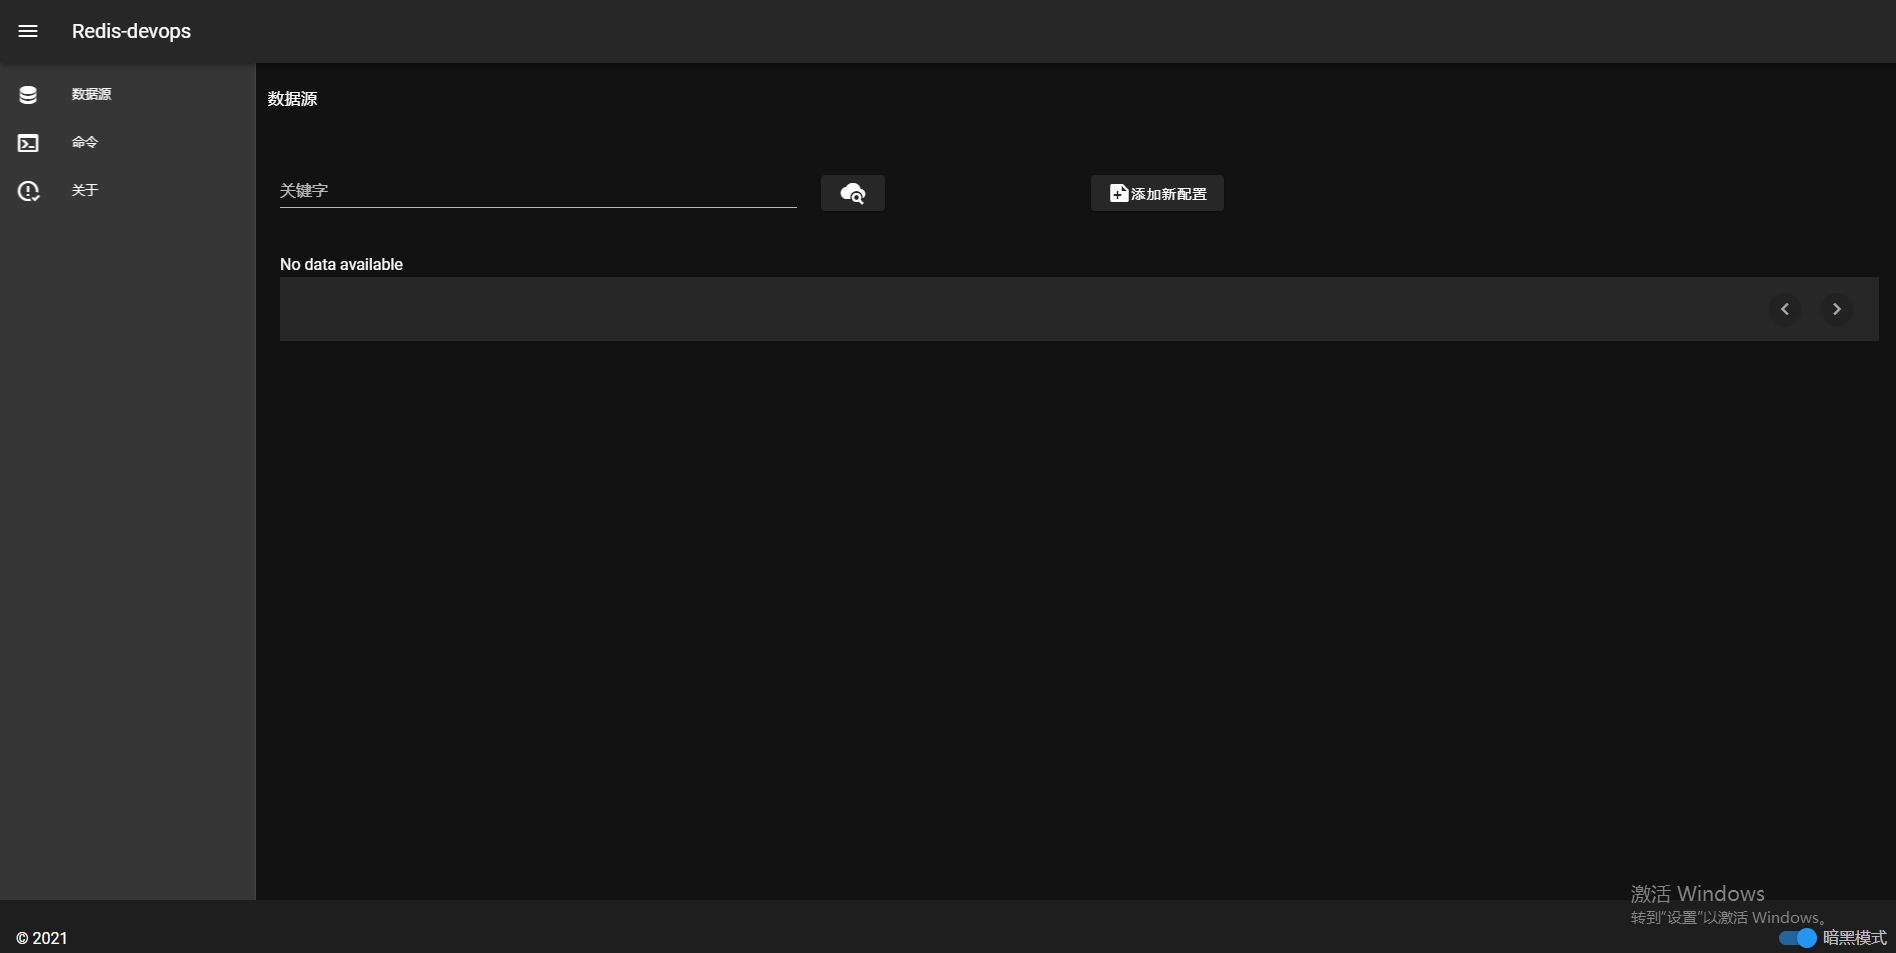 Redis-devops
数据源
命令
关于
数据源
关键字
添加新配置
No data available
激活 Windows
转到“设置”以激活 Windows。
© 2021
暗黑模式